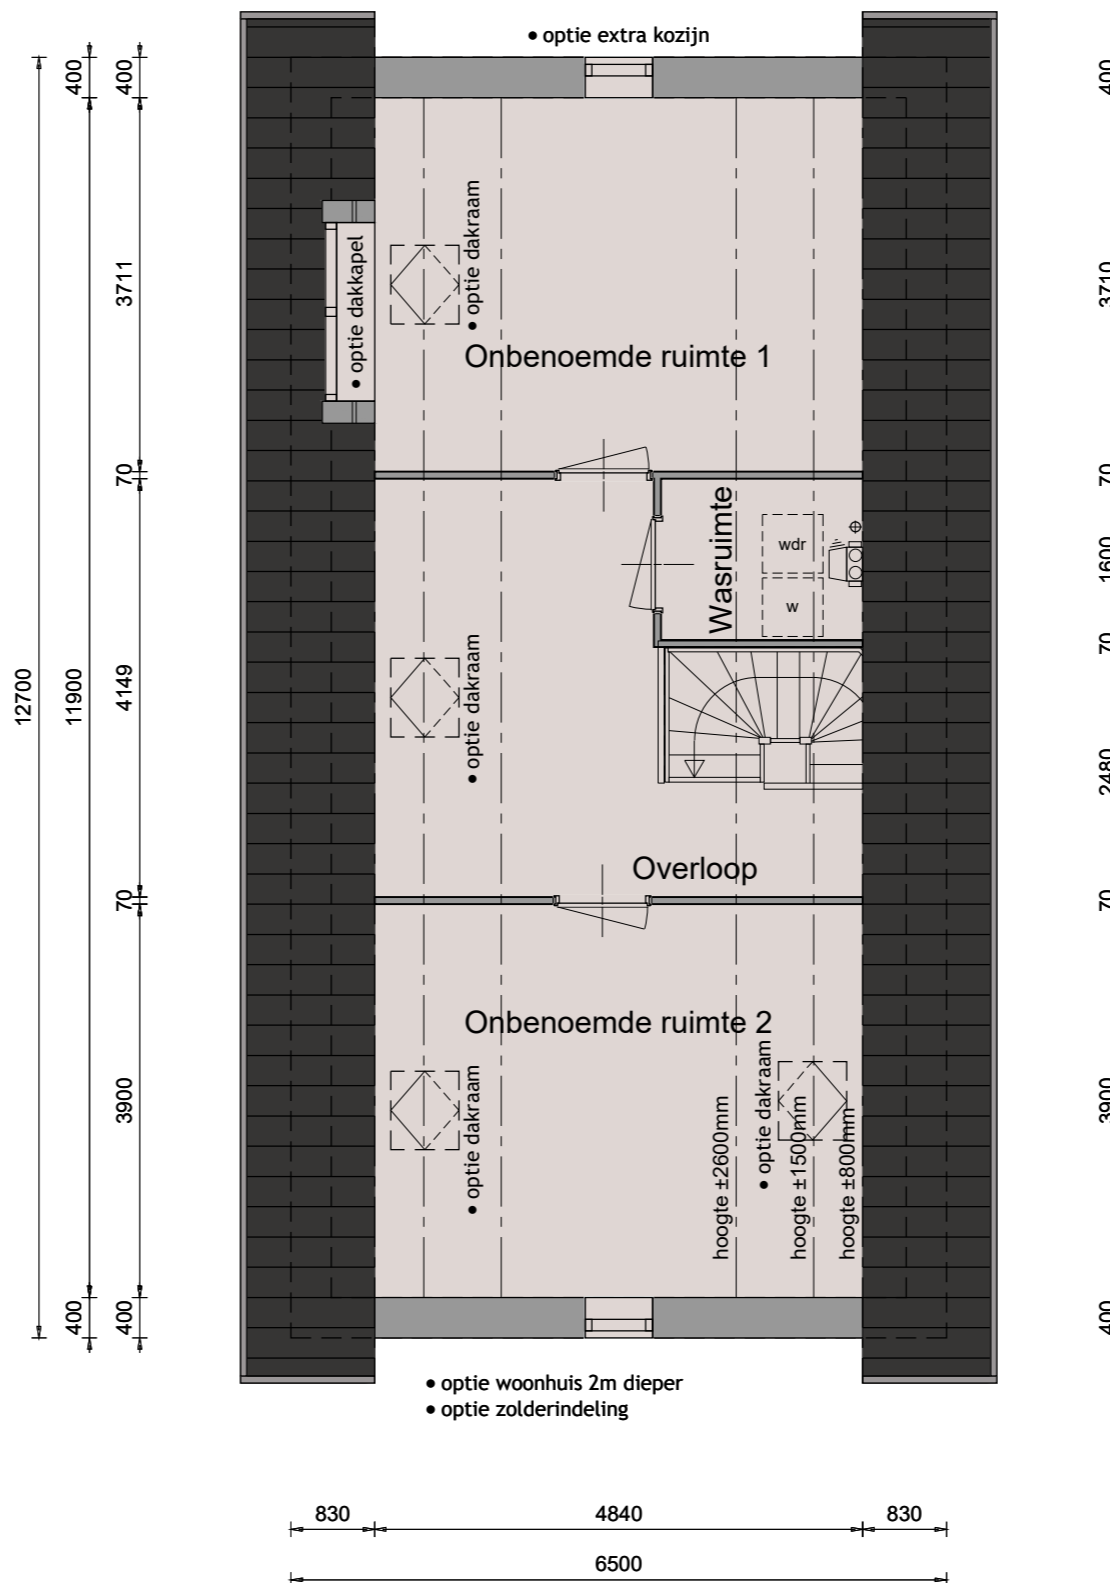 • optie extra kozijn
400
400
400
• optie dakraam
• optie dakkapel
3711
3710
Onbenoemde ruimte 1
70
70
Wasruimte
wdr
1600
w
70
12700
11900
4149
• optie dakraam
2480
Overloop
70
70
Onbenoemde ruimte 2
• optie dakraam
• optie dakraam
hoogte ±2600mm
hoogte ±1500mm
hoogte ±800mm
3900
3900
400
400
400
• optie woonhuis 2m dieper
• optie zolderindeling
830
4840
830
6500